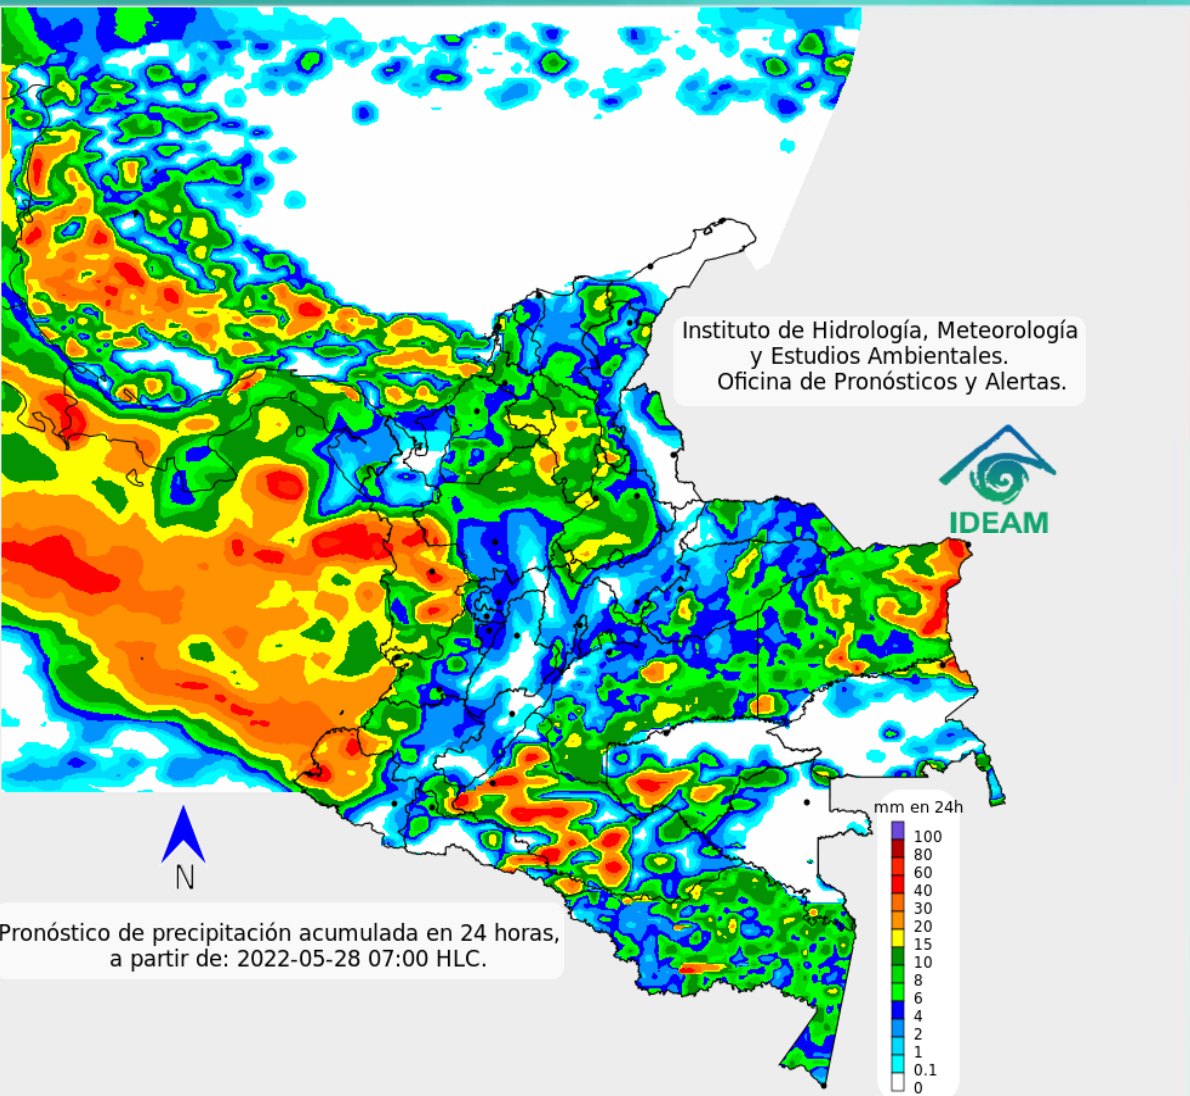 Instituto de Hidrología, Meteorología
y Estudios Ambientales.
Oficina de Pronósticos y Alertas.
IDEAM
mm en 24h
100
80
60
40
30
20
15
10
8
6
4
2
1
0.1
0
N
Pronóstico de precipitación acumulada en 24 horas,
a partir de: 2022-05-28 07:00 HLC.